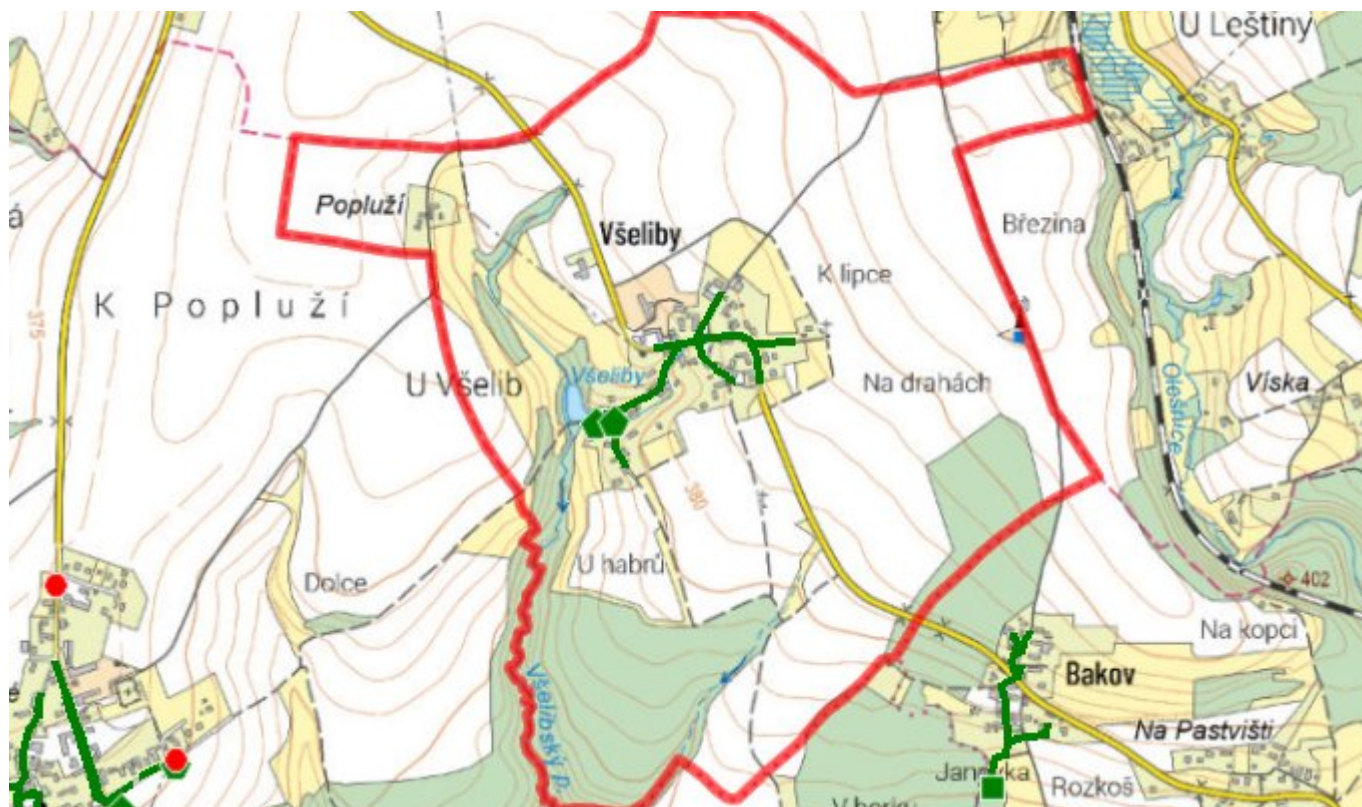 U Leštiny
Popluží
Všeliby
Březina
K lipce
K Popluží
375
U Všelib
Všeliby
Na drahách
Olešnice
Víska
380
U habrů
Dolce
402
Na kopci
Všelibský p.
Bakov
Na Pastvišti
Janovka
Rozkoš